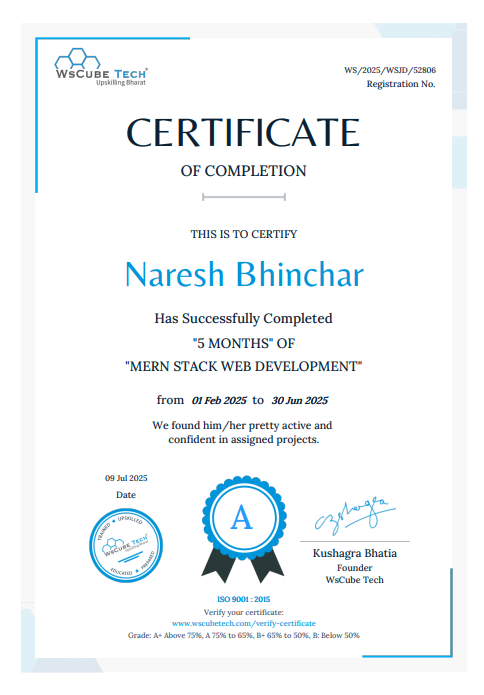 WsCube Tech
Upskilling Bharat
WS/2025/WSJD/52806
Registration No.
CERTIFICATE
OF COMPLETION
THIS IS TO CERTIFY
Naresh Bhinchar
Has Successfully Completed
"5 MONTHS" OF
"MERN STACK WEB DEVELOPMENT"
from 01 Feb 2025 to 30 Jun 2025
We found him/her pretty active and
confident in assigned projects.
09 Jul 2025
Date
TRAINED ★ UPSKILLED
WsCube Tech
EDUCATED ★ PREPARED
A
Kushagra Bhatia
Founder
WsCube Tech
ISO 9001 : 2015
Verify your certificate:
www.wscubetech.com/verify-certificate
Grade: A+ Above 75%, A 75% to 65%, B+ 65% to 50%, B: Below 50%